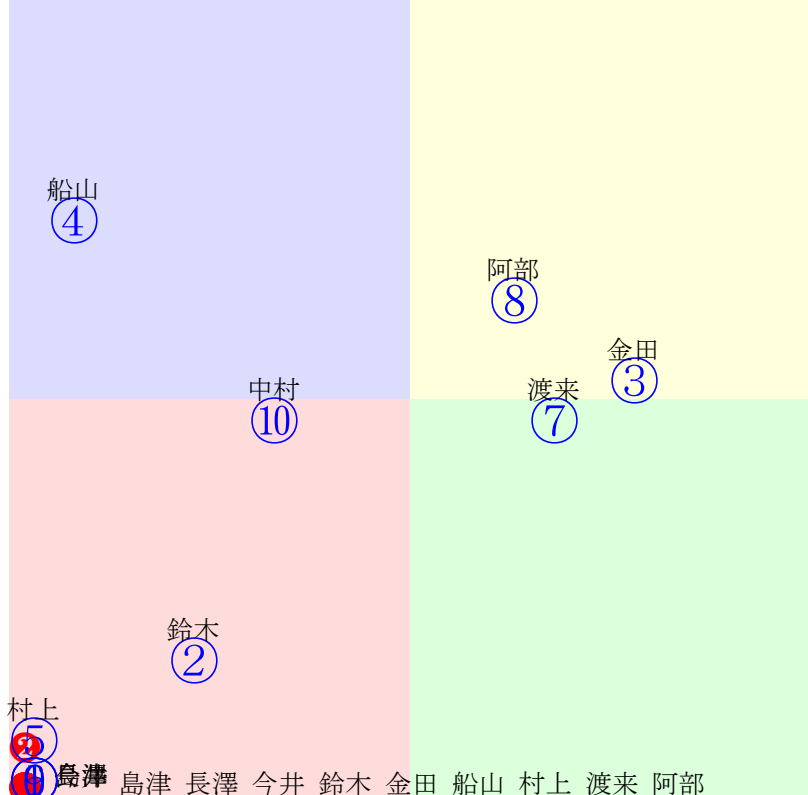 船山
④
阿部
⑧
金田
③
中村
⑩
渡来
⑦
鈴木
②
村上
⑤
島津 長澤 今井 鈴木 金田 船山 村上 渡来 阿部